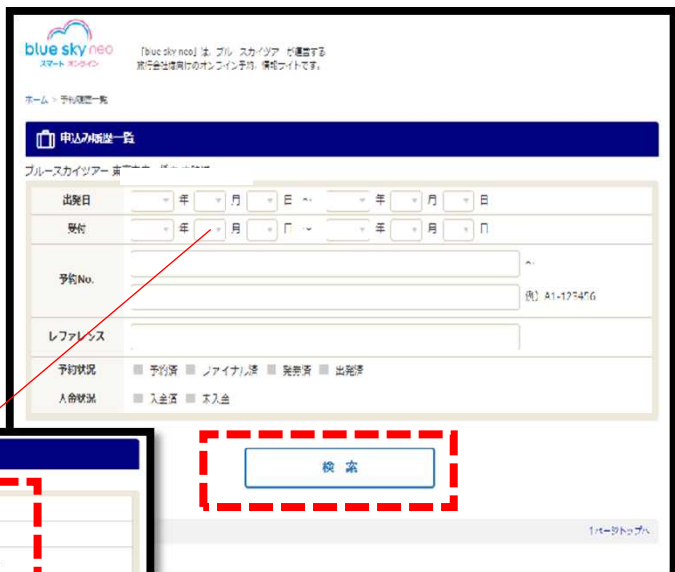 blue sky neo
スマート オンライン
「blue sky neo」は、ブルースカイツアーが運営する
旅行会社様向けのオンライン予約、情報サイトです。
ホーム > 予約履歴一覧
申込み履歴一覧
ブルースカイツアー 東
出発日 年 月 日 ～ 年 月 日
受付 年 月 日 ～ 年 月 日
予約No. ～
例) A1-123456
レファレンス
予約状況 予約済 ファイナル済 発券済 出発済
入金状況 入金済 未入金
検 索
ページトップへ